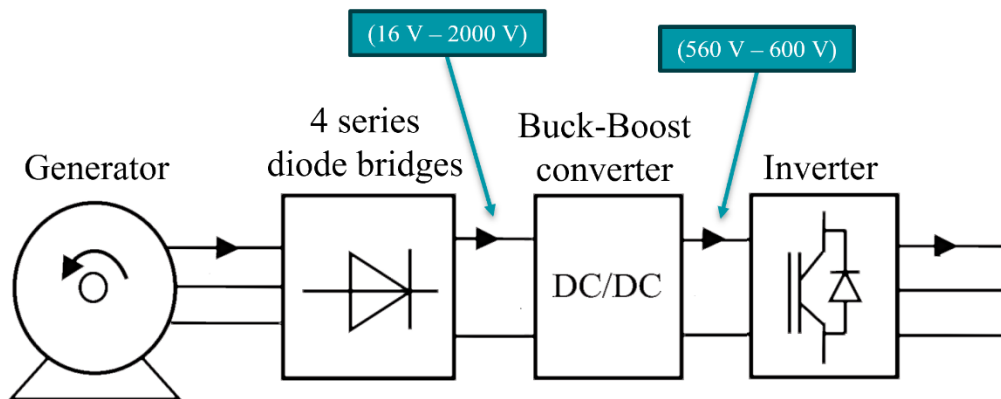 (16 V – 2000 V)
(560 V – 600 V)
4 series
diode bridges
Buck-Boost
converter
Generator
Inverter
DC/DC